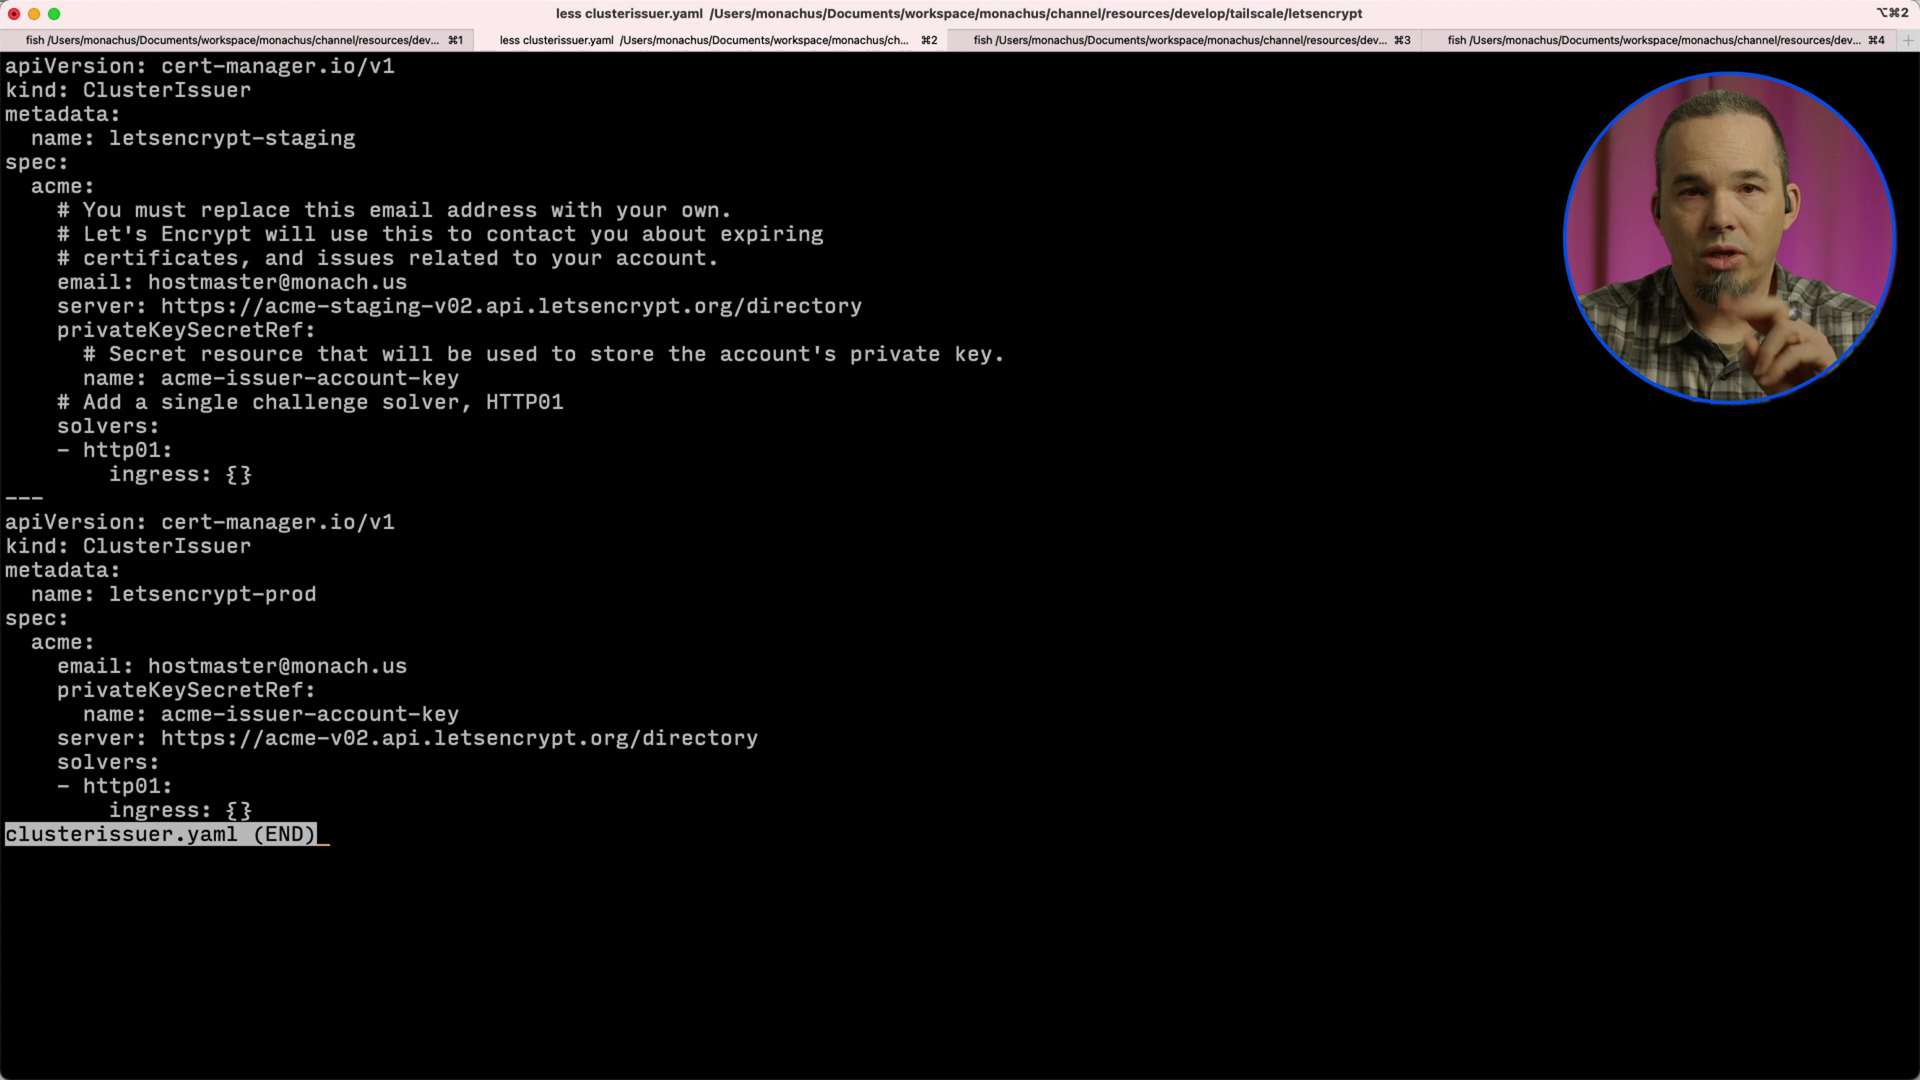 less clusterissuer.yaml /Users/monachus/Documents/workspace/monachus/channel/resources/develop/tailscale/letsencrypt
⌥⌘2
fish /Users/monachus/Documents/workspace/monachus/channel/resources/dev... ⌘1
less clusterissuer.yaml /Users/monachus/Documents/workspace/monachus/ch... ⌘2
fish /Users/monachus/Documents/workspace/monachus/channel/resources/dev... ⌘3
fish /Users/monachus/Documents/workspace/monachus/channel/resources/dev... ⌘4
apiVersion: cert-manager.io/v1
kind: ClusterIssuer
metadata:
  name: letsencrypt-staging
spec:
  acme:
    # You must replace this email address with your own.
    # Let's Encrypt will use this to contact you about expiring
    # certificates, and issues related to your account.
    email: hostmaster@monach.us
    server: https://acme-staging-v02.api.letsencrypt.org/directory
    privateKeySecretRef:
      # Secret resource that will be used to store the account's private key.
      name: acme-issuer-account-key
    # Add a single challenge solver, HTTP01
    solvers:
    - http01:
        ingress: {}
---
apiVersion: cert-manager.io/v1
kind: ClusterIssuer
metadata:
  name: letsencrypt-prod
spec:
  acme:
    email: hostmaster@monach.us
    privateKeySecretRef:
      name: acme-issuer-account-key
    server: https://acme-v02.api.letsencrypt.org/directory
    solvers:
    - http01:
        ingress: {}
clusterissuer.yaml (END)